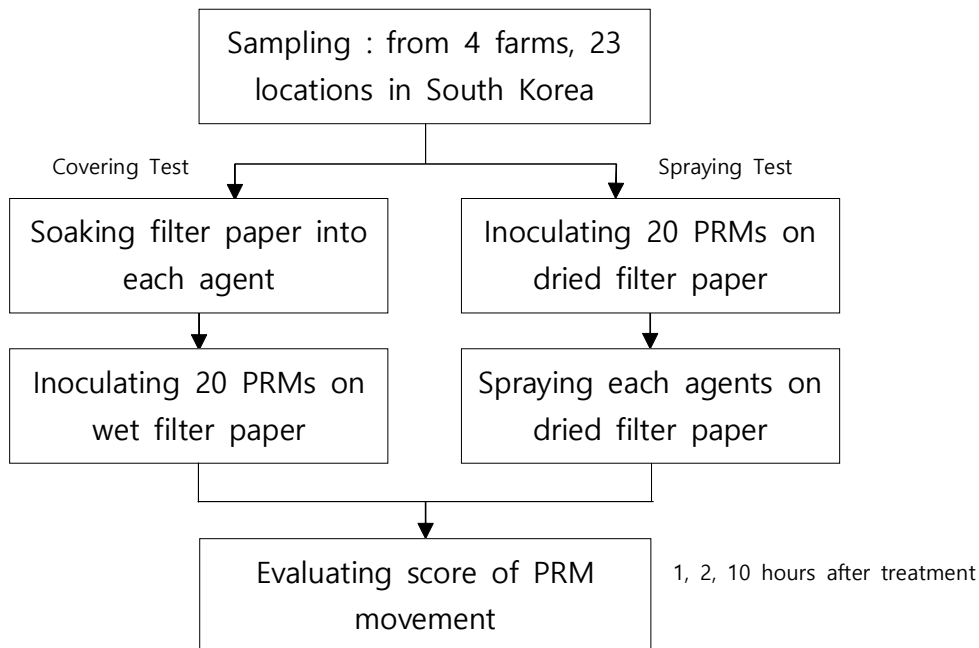 Sampling : from 4 farms, 23
locations in South Korea
Covering Test
Spraying Test
Soaking filter paper into
each agent
Inoculating 20 PRMs on
dried filter paper
Inoculating 20 PRMs on
wet filter paper
Spraying each agents on
dried filter paper
Evaluating score of PRM
movement
1, 2, 10 hours after treatment